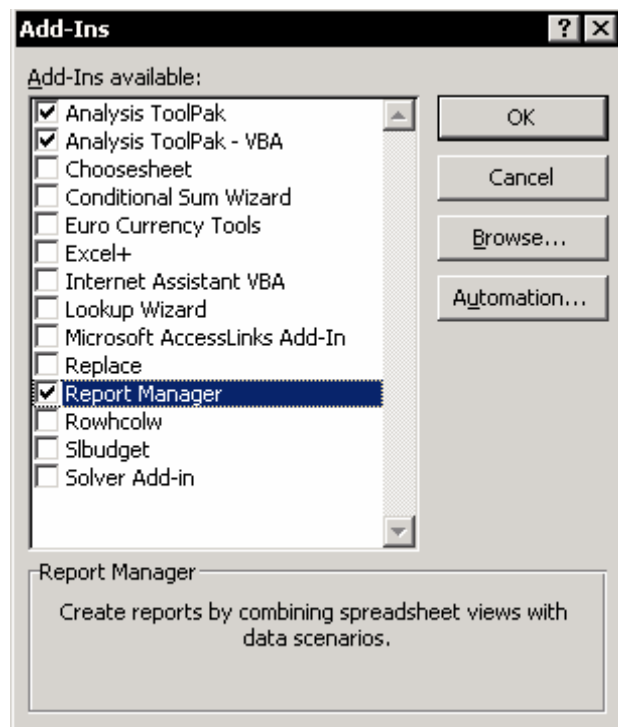 Add-Ins
Add-Ins available:
Analysis ToolPak
Analysis ToolPak - VBA
Choosesheet
Conditional Sum Wizard
Euro Currency Tools
Excel+
Internet Assistant VBA
Lookup Wizard
Microsoft AccessLinks Add-In
Replace
Report Manager
Rowhcolw
Slbudget
Solver Add-in
OK
Cancel
Browse...
Automation...
Report Manager
Create reports by combining spreadsheet views with
data scenarios.